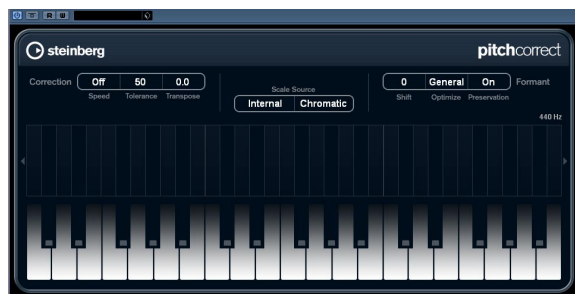 R W
steinberg pitchcorrect
Correction Off 50 0.0
Speed Tolerance Transpose
Scale Source
Internal Chromatic
0 General On Formant
Shift Optimize Preservation
440 Hz